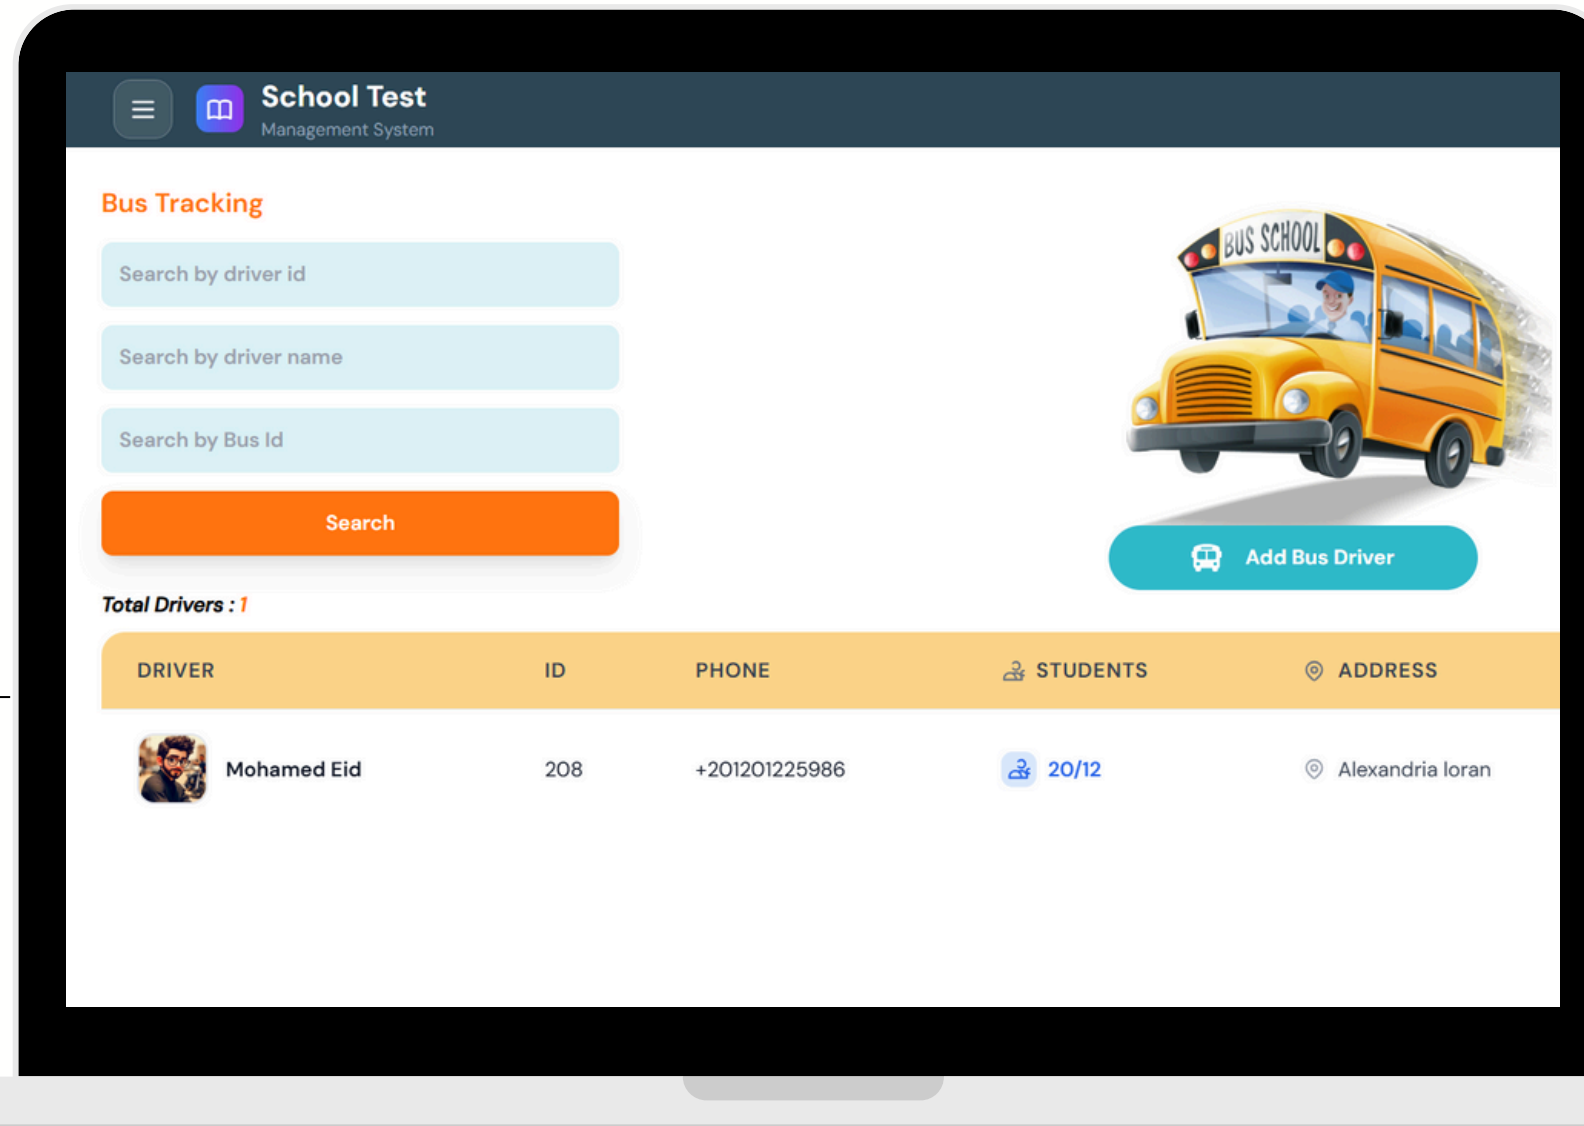 School Test
Management System
Bus Tracking
Search by driver id
Search by driver name
Search by Bus Id
Search
BUS SCHOOL
Add Bus Driver
Total Drivers : 1
DRIVER ID PHONE STUDENTS ADDRESS
Mohamed Eid 208 +201201225986 20/12 Alexandria loran